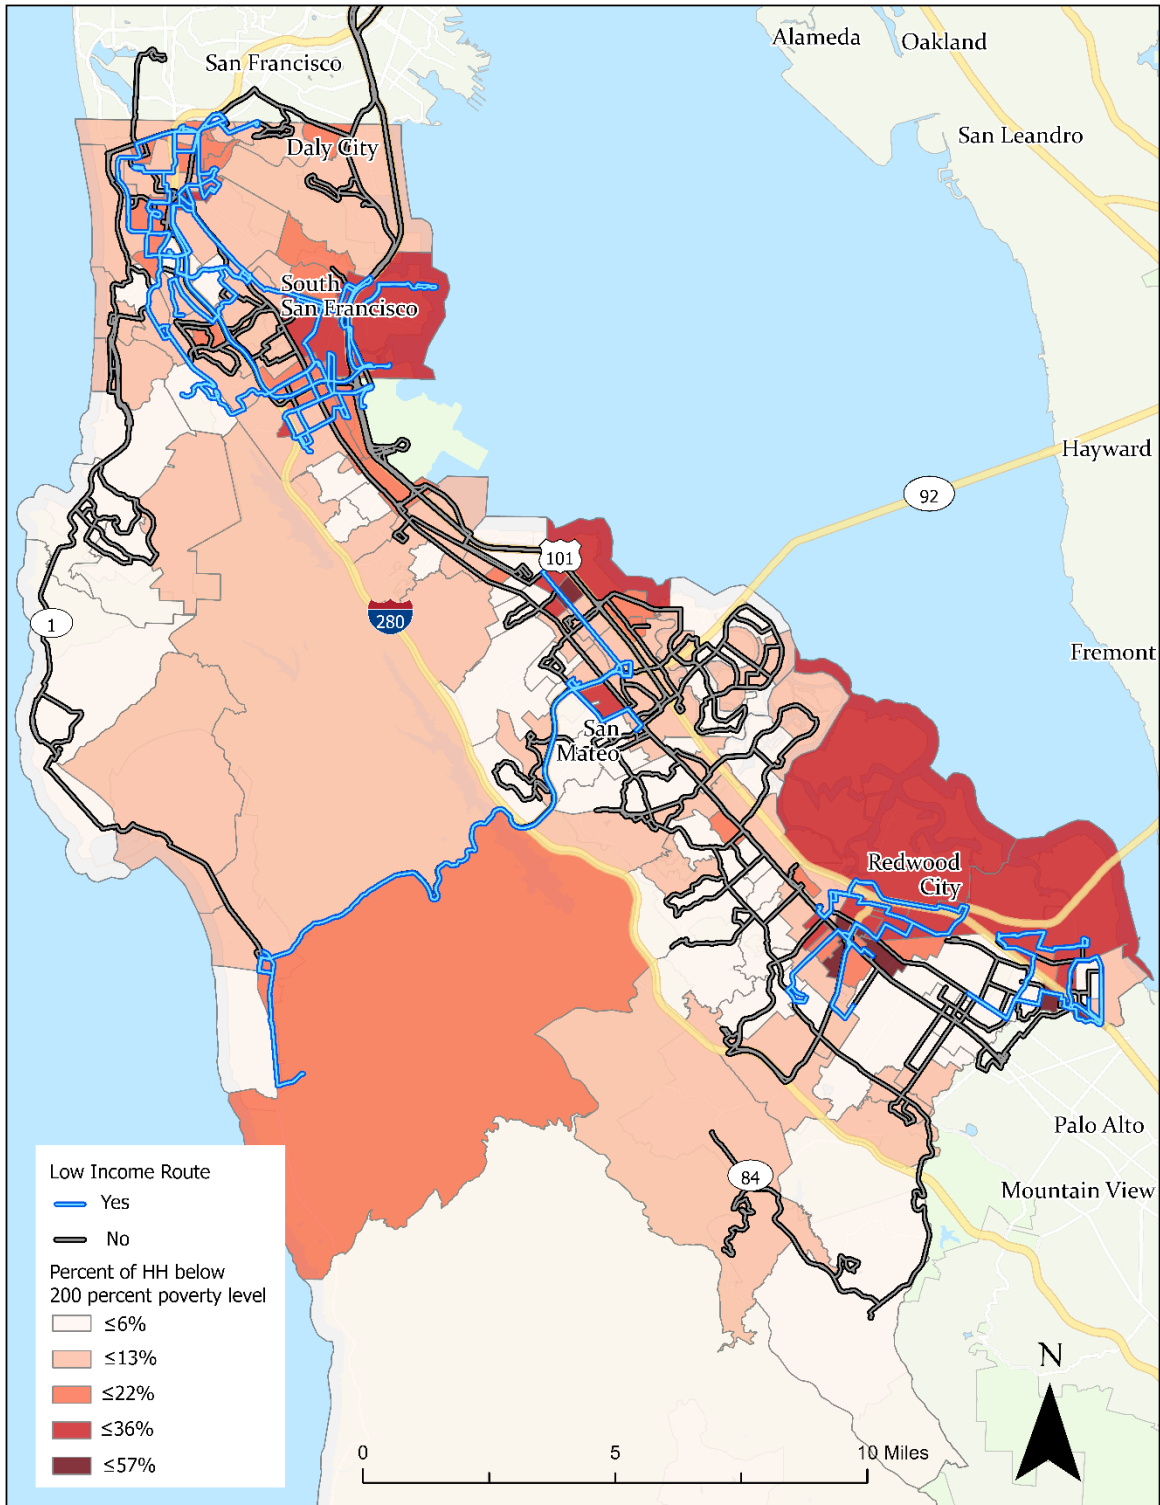 Alameda
Oakland
San Francisco
San Leandro
Daly City
South
San Francisco
Hayward
92
101
280
1
Fremont
San
Mateo
Redwood
City
Palo Alto
84
Mountain View
Low Income Route
Yes
No
Percent of HH below
200 percent poverty level
≤6%
≤13%
≤22%
≤36%
≤57%
N
0 5 10 Miles